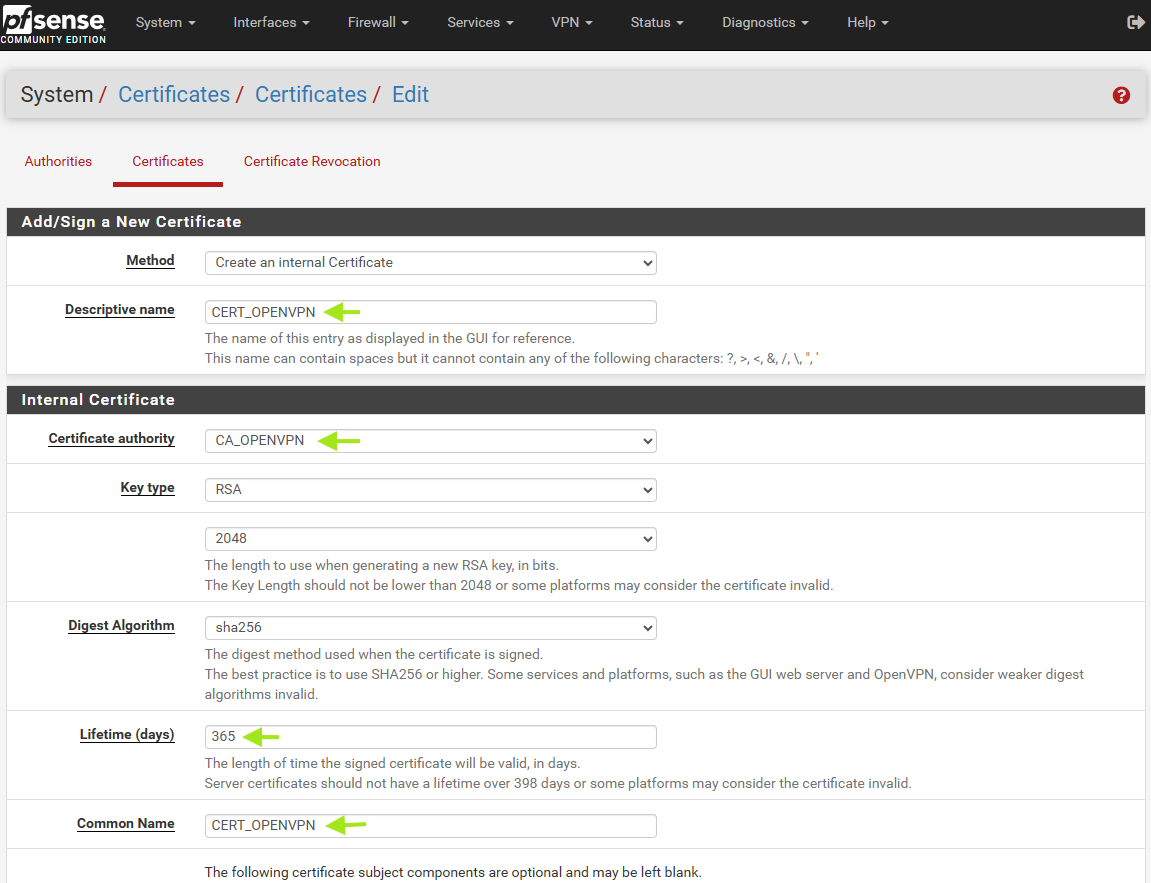 pfsense
COMMUNITY EDITION
System Interfaces Firewall Services VPN Status Diagnostics Help
System / Certificates / Certificates / Edit
Authorities Certificates Certificate Revocation
Add/Sign a New Certificate
Method Create an internal Certificate
Descriptive name CERT_OPENVPN
The name of this entry as displayed in the GUI for reference.
This name can contain spaces but it cannot contain any of the following characters: ?, >, <, &, /, \, ", '
Internal Certificate
Certificate authority CA_OPENVPN
Key type RSA
2048
The length to use when generating a new RSA key, in bits.
The Key Length should not be lower than 2048 or some platforms may consider the certificate invalid.
Digest Algorithm sha256
The digest method used when the certificate is signed.
The best practice is to use SHA256 or higher. Some services and platforms, such as the GUI web server and OpenVPN, consider weaker digest
algorithms invalid.
Lifetime (days) 365
The length of time the signed certificate will be valid, in days.
Server certificates should not have a lifetime over 398 days or some platforms may consider the certificate invalid.
Common Name CERT_OPENVPN
The following certificate subject components are optional and may be left blank.